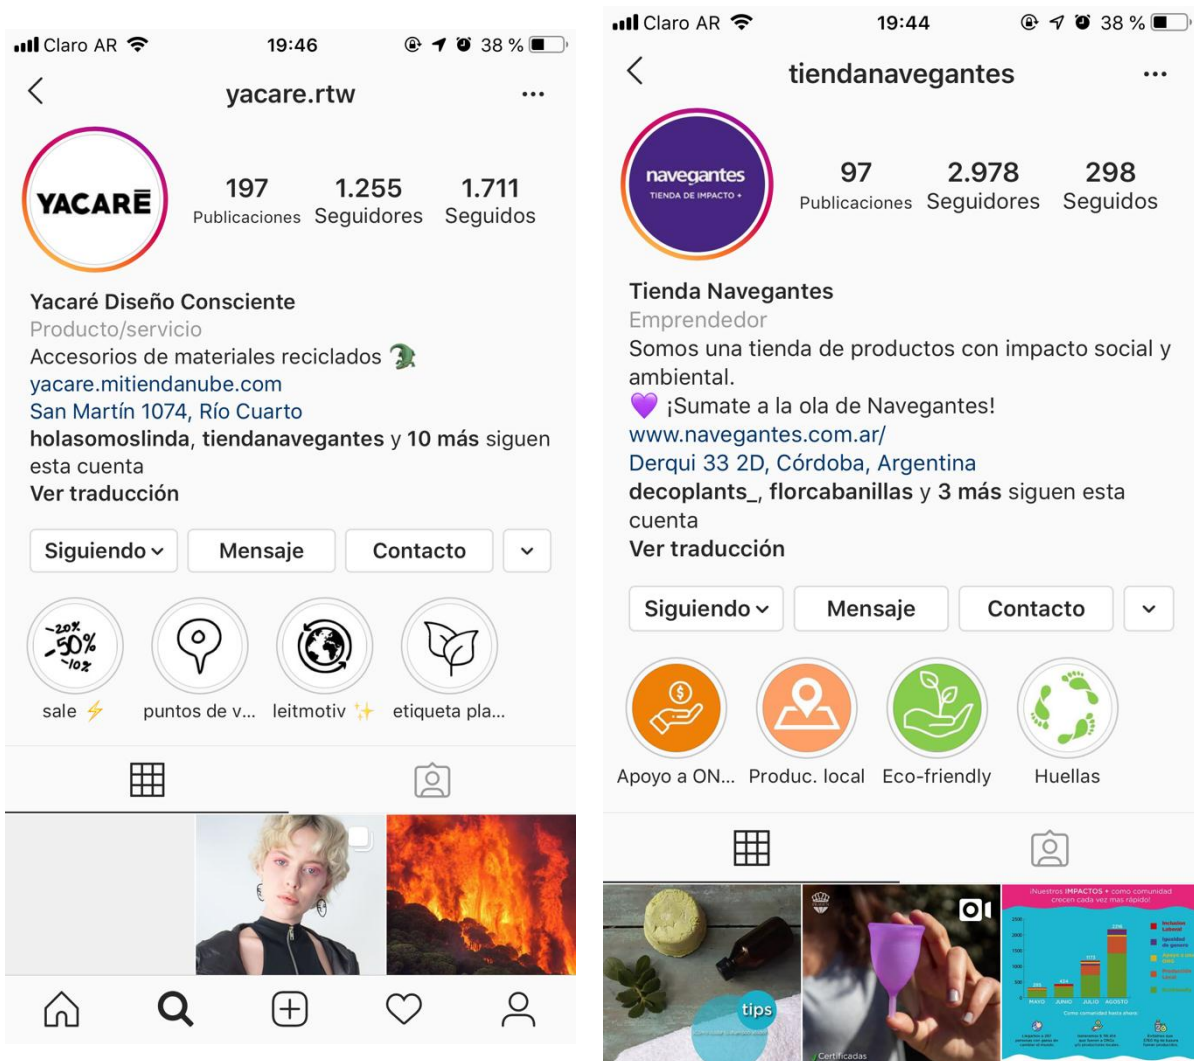 Claro AR 19:46 38 %
yacare.rtw
YACARĒ
197 1.255 1.711
Publicaciones Seguidores Seguidos
Yacaré Diseño Consciente
Producto/servicio
Accesorios de materiales reciclados
yacare.mitiendanube.com
San Martín 1074, Río Cuarto
holasomoslinda, tiendanavegantes y 10 más siguen
esta cuenta
Ver traducción
Siguiendo Mensaje Contacto
-20%
-50%
-10%
sale puntos de v... leitmotiv etiqueta pla...
Claro AR 19:44 38 %
tiendanavegantes
navegantes
TIENDA DE IMPACTO +
97 2.978 298
Publicaciones Seguidores Seguidos
Tienda Navegantes
Emprendedor
Somos una tienda de productos con impacto social y
ambiental.
¡Sumate a la ola de Navegantes!
www.navegantes.com.ar/
Derqui 33 2D, Córdoba, Argentina
decoplants_, florcabanillas y 3 más siguen esta
cuenta
Ver traducción
Siguiendo Mensaje Contacto
Apoyo a ON... Produc. local Eco-friendly Huellas
tips
Certificadas
¡Nuestros IMPACTOS + como comunidad
crecen cada vez mas rápido!
MAYO JUNIO JULIO AGOSTO
Como comunidad hasta ahora: